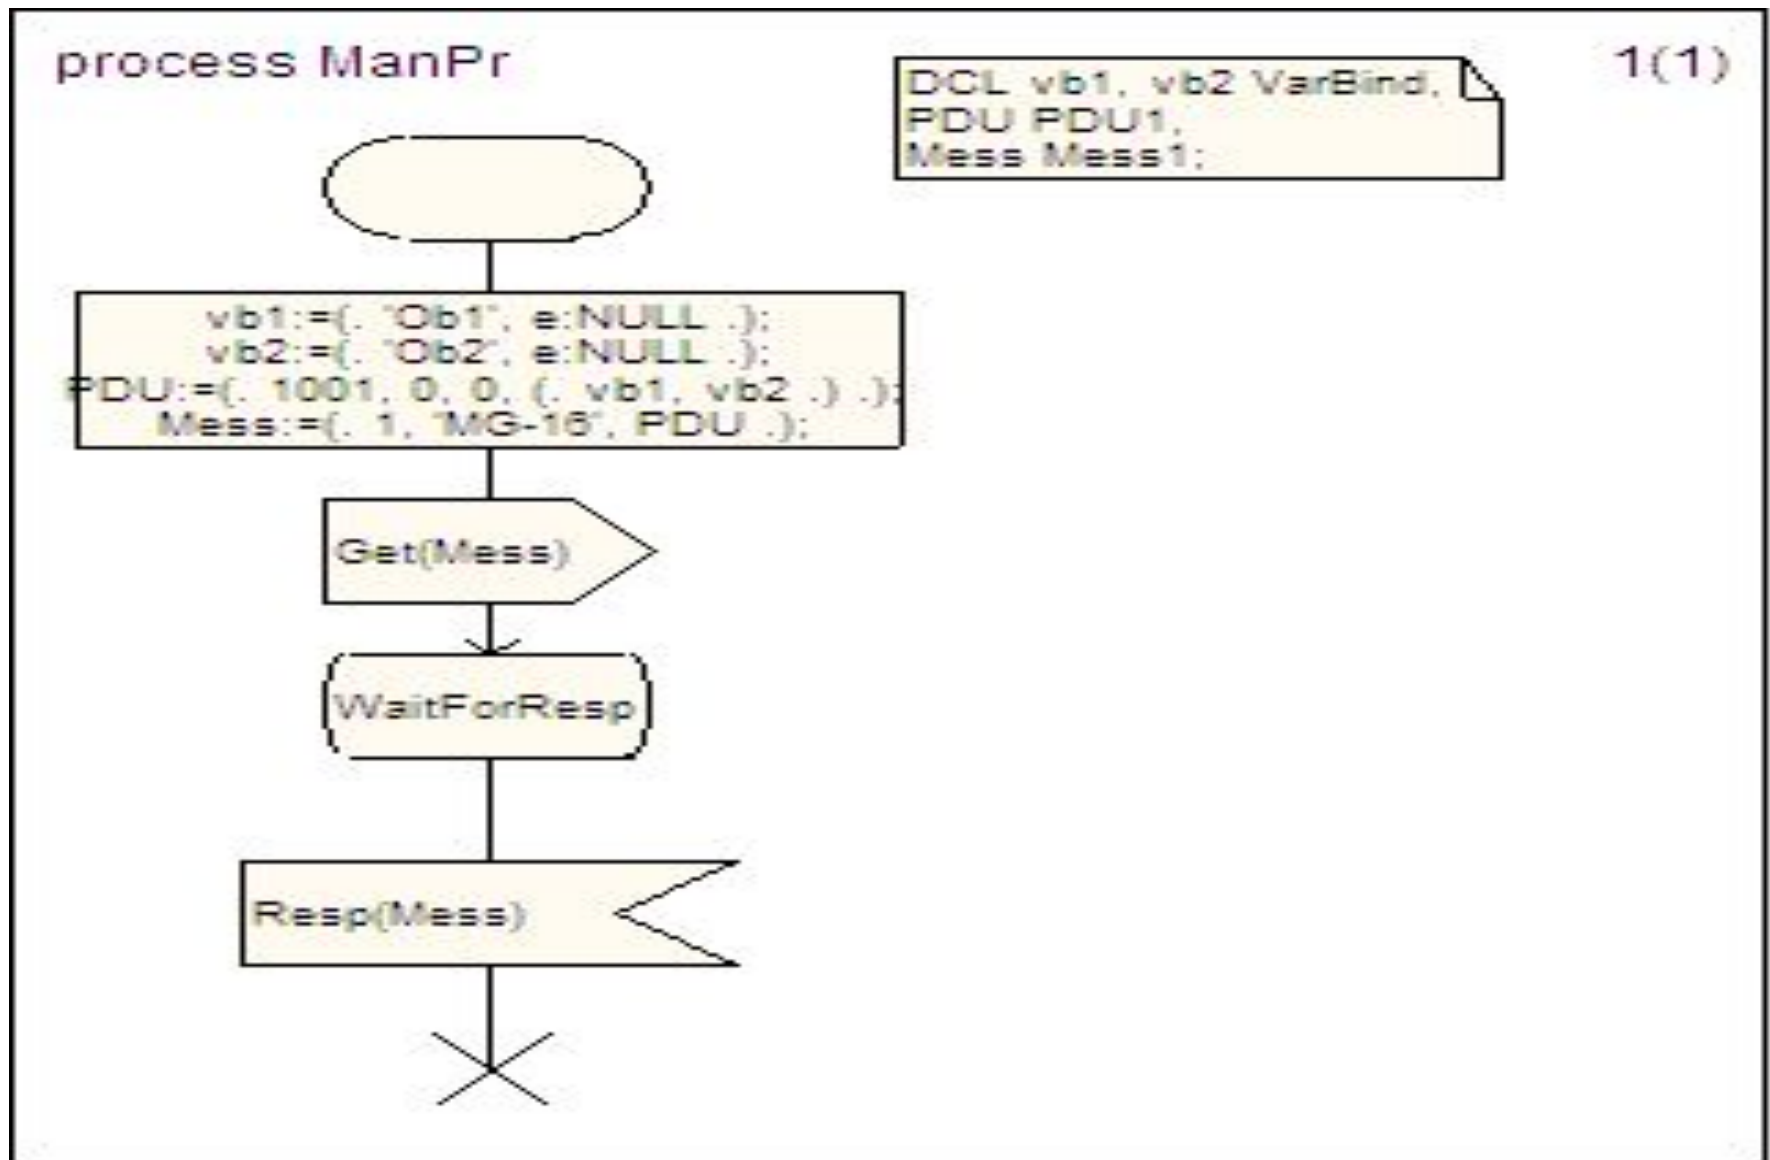 process ManPr
1(1)
DCL vb1, vb2 VarBind,
PDU PDU1,
Mess Mess1;
vb1:=(. 'Ob1', e:NULL .);
vb2:=(. 'Ob2', e:NULL .);
PDU:=(. 1001, 0, 0, (. vb1, vb2 .) .);
Mess:=(. 1, 'MG-16', PDU .);
Get(Mess)
WaitForResp
Resp(Mess)